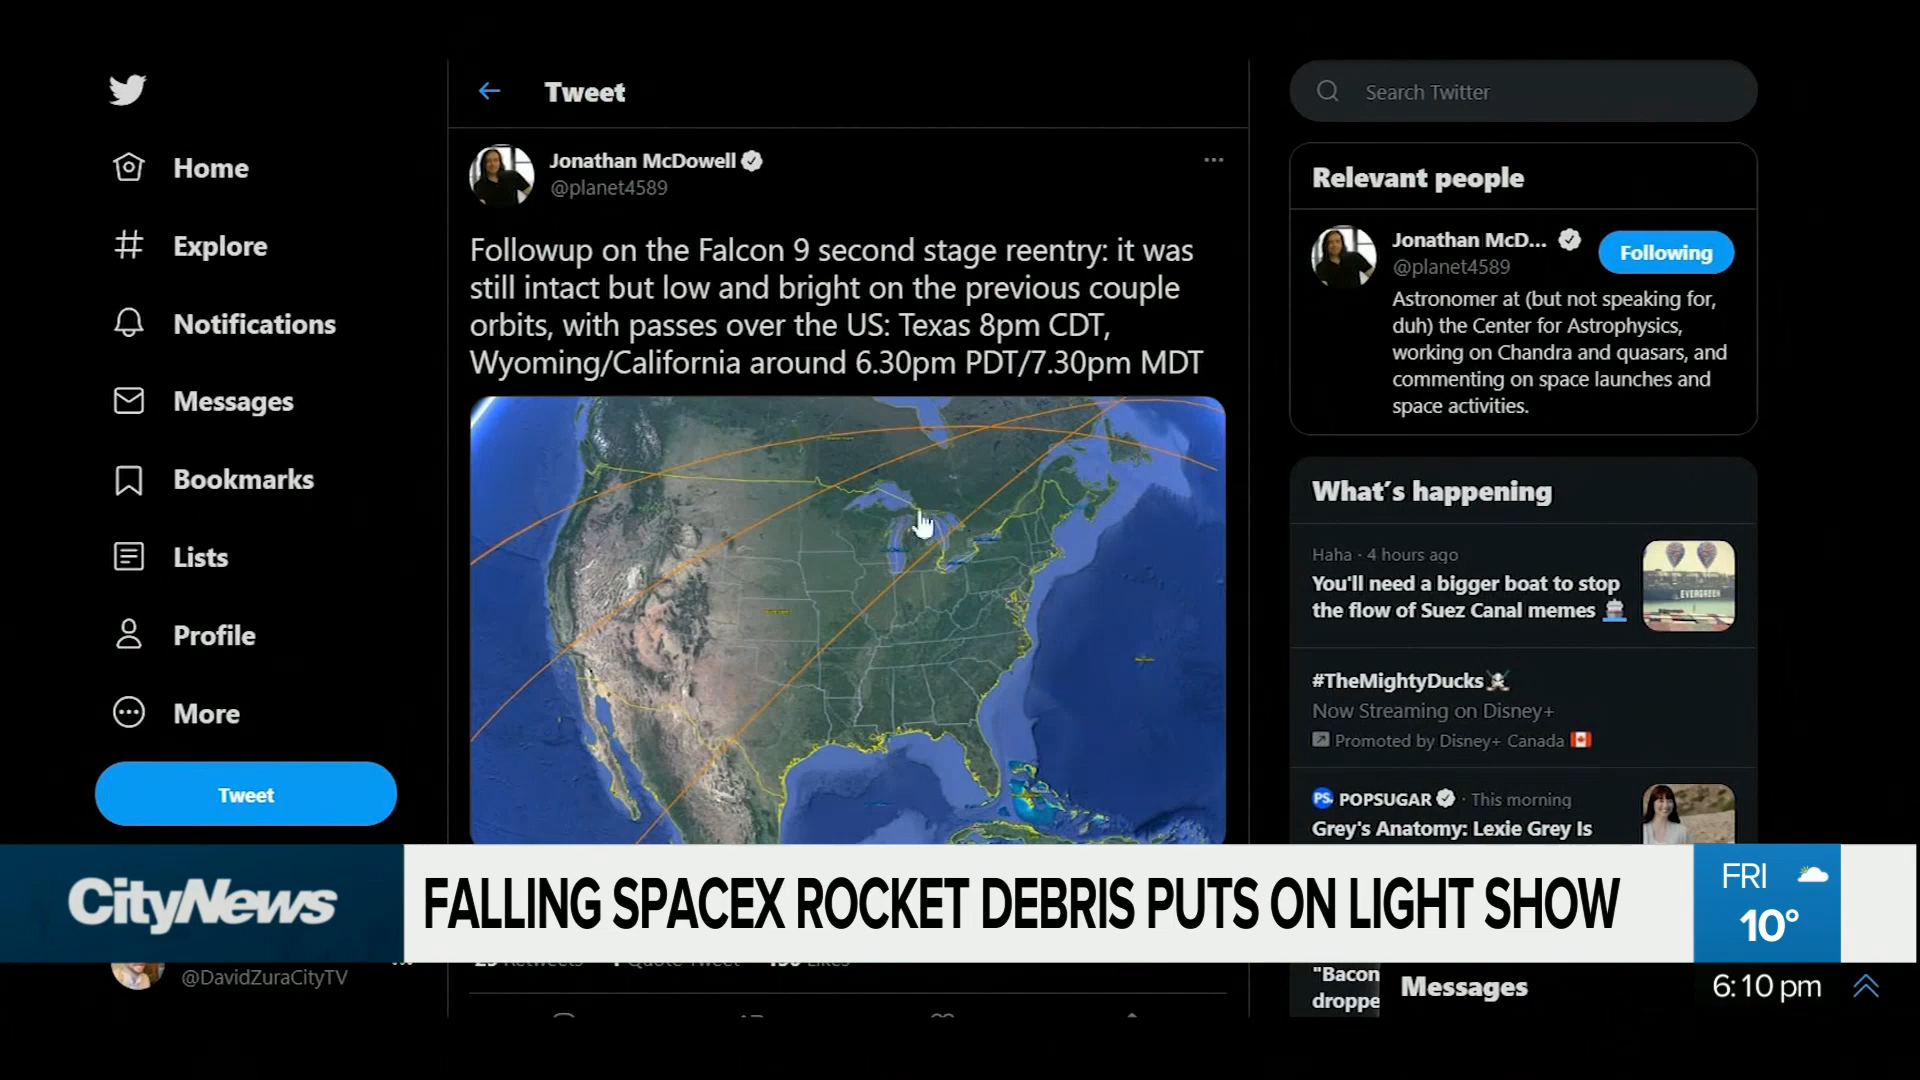 Tweet
Search Twitter
Home
Explore
Notifications
Messages
Bookmarks
Lists
Profile
More
Tweet
Jonathan McDowell
@planet4589
Followup on the Falcon 9 second stage reentry: it was
still intact but low and bright on the previous couple
orbits, with passes over the US: Texas 8pm CDT,
Wyoming/California around 6.30pm PDT/7.30pm MDT
Relevant people
Jonathan McD...
Following
@planet4589
Astronomer at (but not speaking for,
duh) the Center for Astrophysics,
working on Chandra and quasars, and
commenting on space launches and
space activities.
What's happening
Haha · 4 hours ago
You'll need a bigger boat to stop
the flow of Suez Canal memes
EVERGREEN
#TheMightyDucks
Now Streaming on Disney+
Promoted by Disney+ Canada
PS. POPSUGAR · This morning
Grey's Anatomy: Lexie Grey Is
CityNews
FALLING SPACEX ROCKET DEBRIS PUTS ON LIGHT SHOW
FRI
10°
@DavidZuraCityTV
"Bacon
droppe
Messages
6:10 pm